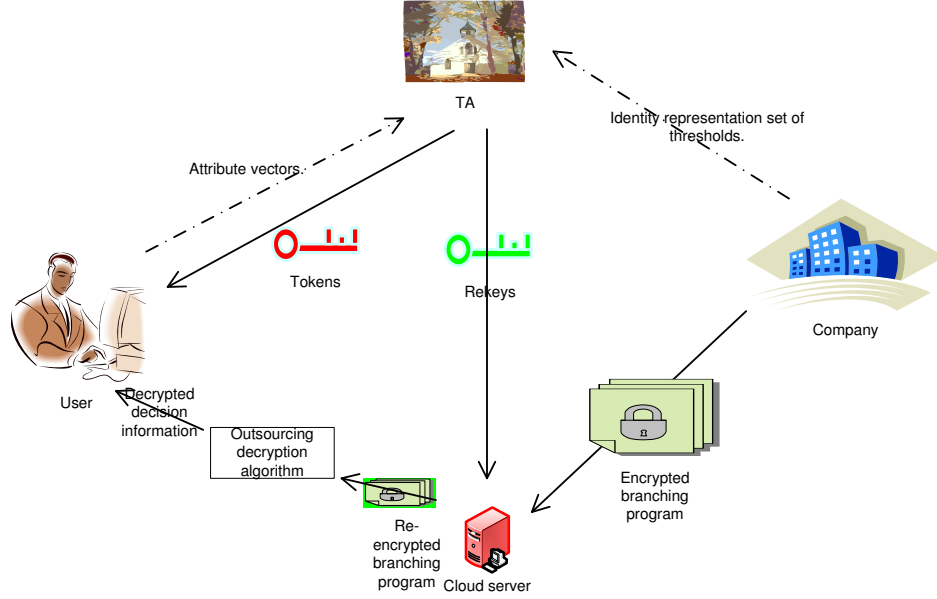 TA
Identity representation set of
thresholds.
Attribute vectors.
Tokens
Rekeys
Company
User
Decrypted
decision
information
Outsourcing
decryption
algorithm
Encrypted
branching
program
Re-
encrypted
branching
program
Cloud server